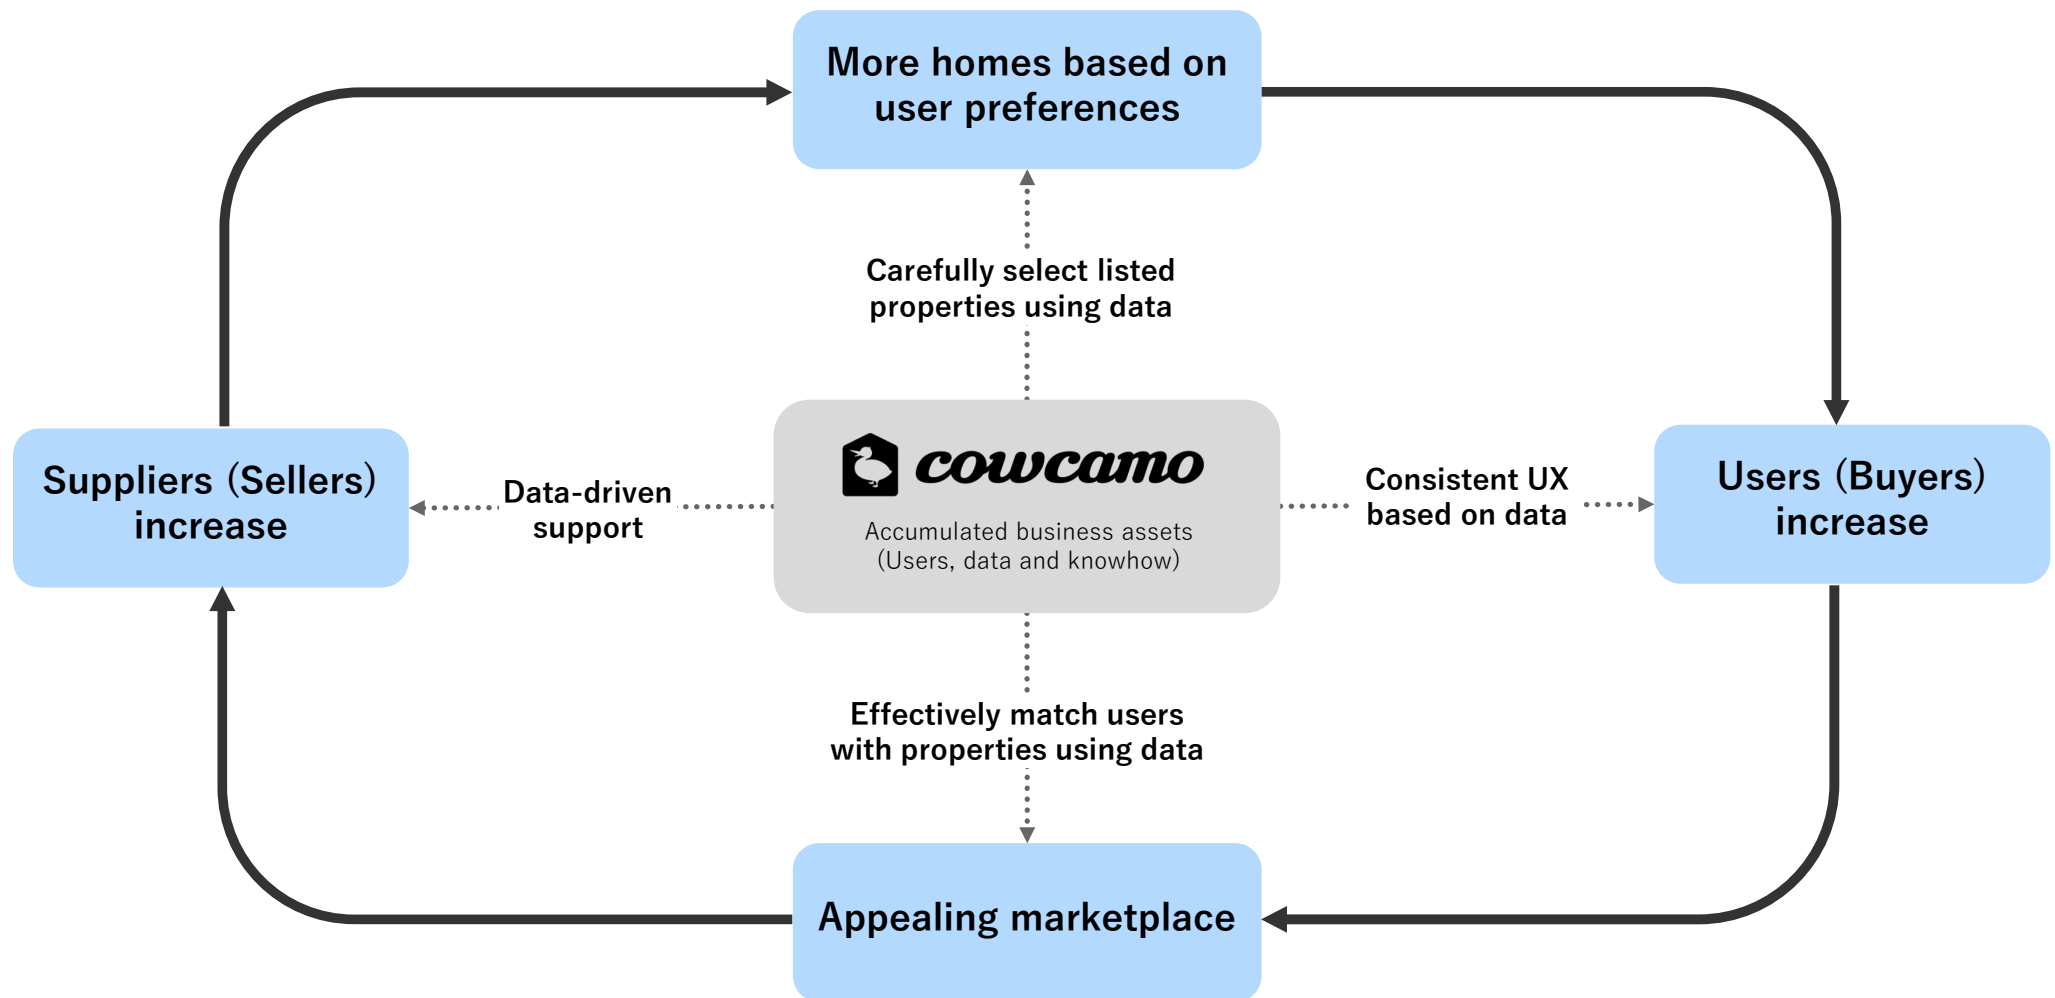 More homes based on
user preferences
Carefully select listed
properties using data
Suppliers (Sellers)
increase
Data-driven
support
cowcamo
Accumulated business assets
(Users, data and knowhow)
Consistent UX
based on data
Users (Buyers)
increase
Effectively match users
with properties using data
Appealing marketplace